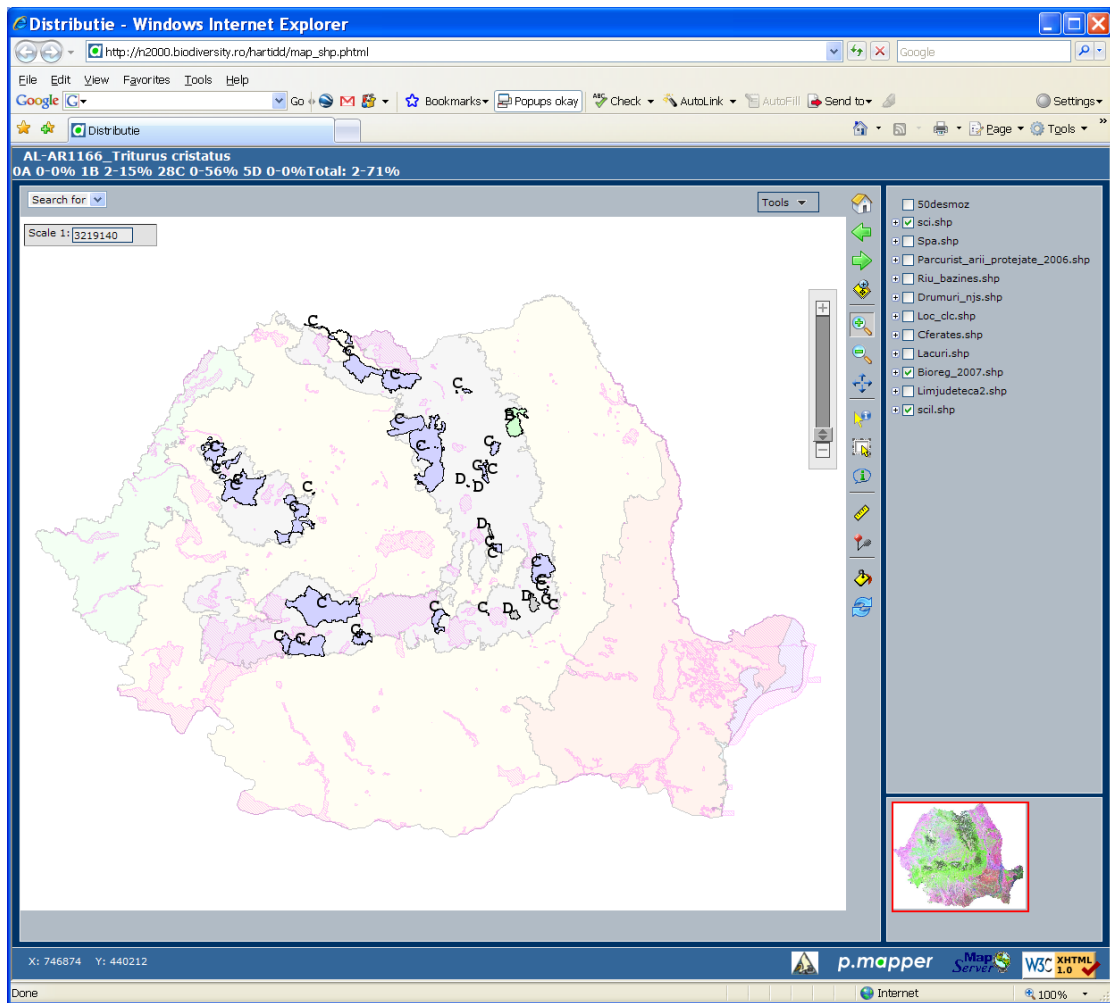 Distributie - Windows Internet Explorer
http://n2000.biodiversity.ro/hartidd/map_shp.phtml
Google
File Edit View Favorites Tools Help
Google G Go Bookmarks Popups okay ABC Check AutoLink AutoFill Send to Settings
Distributie Page Tools »
AL-AR1166_Triturus cristatus
0A 0-0% 1B 2-15% 28C 0-56% 5D 0-0%Total: 2-71%
Search for Tools
Scale 1: 3219140
50desmoz
sci.shp
Spa.shp
Parcurist_arii_protejate_2006.shp
Riu_bazines.shp
Drumuri_njs.shp
Loc_clc.shp
Cferates.shp
Lacuri.shp
Bioreg_2007.shp
Limjudeteca2.shp
scil.shp
C
C
C
C
B
C
C
C
C
C
C
C
C
C
D
D
C
C
D
C
C
C
C
C
C
D
D
C
C
C
C
C
C
X: 746874 Y: 440212
p.mapper
Map Server
W3C XHTML 1.0
Done Internet 100%